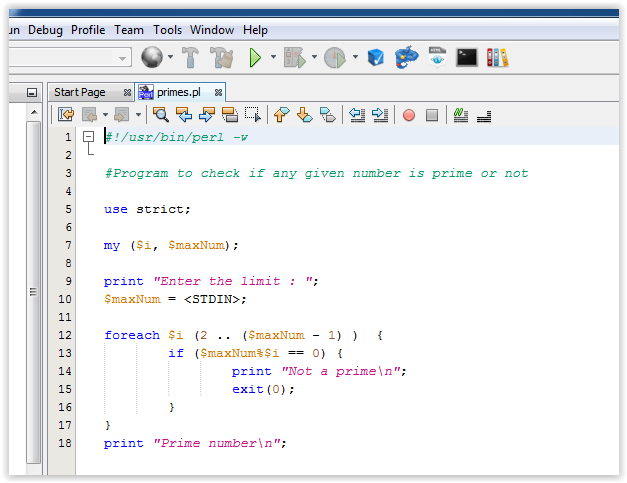 un Debug Profile Team Tools Window Help
Start Page primes.pl
1 #!/usr/bin/perl -w
2
3 #Program to check if any given number is prime or not
4
5 use strict;
6
7 my ($i, $maxNum);
8
9 print "Enter the limit : ";
10 $maxNum = <STDIN>;
11
12 foreach $i (2 .. ($maxNum - 1) )  {
13 if ($maxNum%$i == 0) {
14 print "Not a prime\n";
15 exit(0);
16 }
17 }
18 print "Prime number\n";